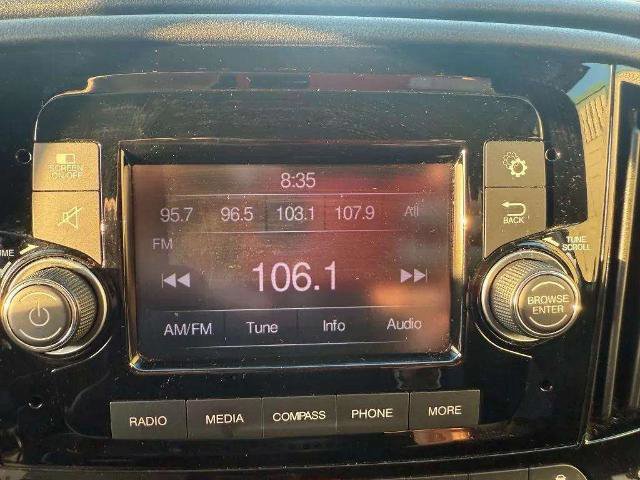 8:35
SCREEN
ON/OFF
95.7 96.5 103.1 107.9 All
BACK
FM
TUNE
SCROLL
106.1
BROWSE
ENTER
AM/FM Tune Info Audio
RADIO MEDIA COMPASS PHONE MORE